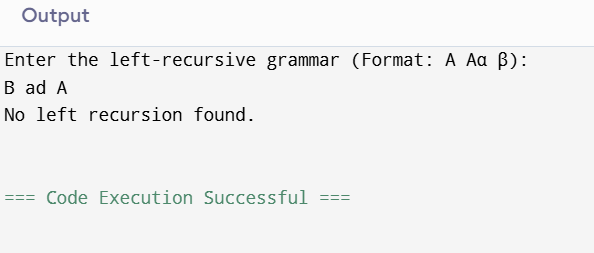 Output
Enter the left-recursive grammar (Format: A Aα β):
B ad A
No left recursion found.
=== Code Execution Successful ===